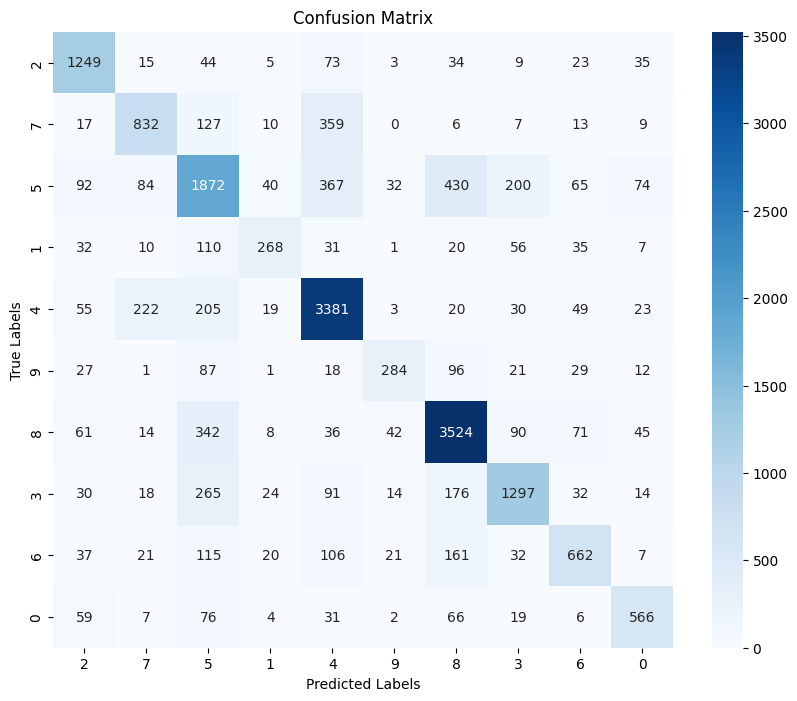 Confusion Matrix
2 1249 15 44 5 73 3 34 9 23 35
7 17 832 127 10 359 0 6 7 13 9
5 92 84 1872 40 367 32 430 200 65 74
1 32 10 110 268 31 1 20 56 35 7
4 55 222 205 19 3381 3 20 30 49 23
9 27 1 87 1 18 284 96 21 29 12
8 61 14 342 8 36 42 3524 90 71 45
3 30 18 265 24 91 14 176 1297 32 14
6 37 21 115 20 106 21 161 32 662 7
0 59 7 76 4 31 2 66 19 6 566
2 7 5 1 4 9 8 3 6 0
Predicted Labels
True Labels
3500
3000
2500
2000
1500
1000
500
0